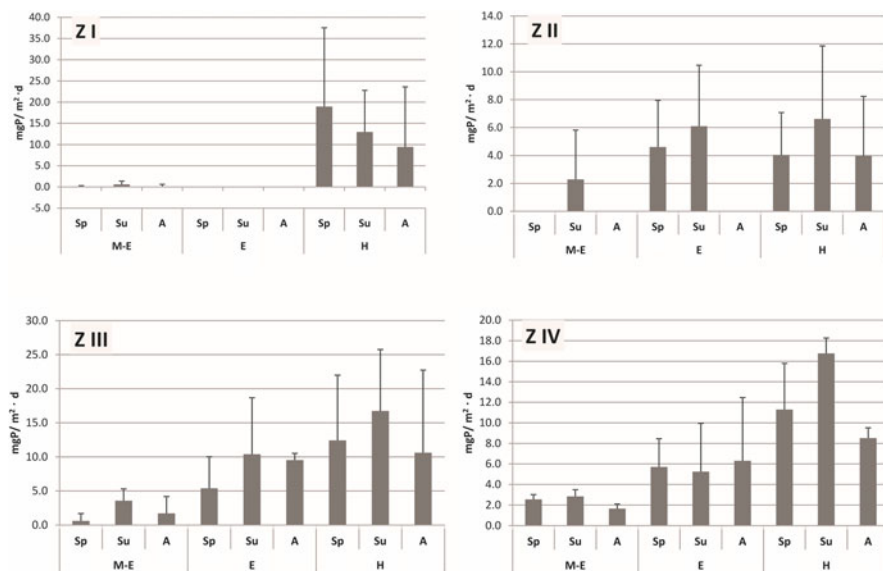 Z I
mgP/ m² · d
40.0
35.0
30.0
25.0
20.0
15.0
10.0
5.0
0.0
-5.0
Sp Su A Sp Su A Sp Su A
M-E E H
Z II
mgP/ m² · d
14.0
12.0
10.0
8.0
6.0
4.0
2.0
0.0
Sp Su A Sp Su A Sp Su A
M-E E H
Z III
mgP/ m² · d
30.0
25.0
20.0
15.0
10.0
5.0
0.0
Sp Su A Sp Su A Sp Su A
M-E E H
Z IV
mgP/ m² · d
20.0
18.0
16.0
14.0
12.0
10.0
8.0
6.0
4.0
2.0
0.0
Sp Su A Sp Su A Sp Su A
M-E E H